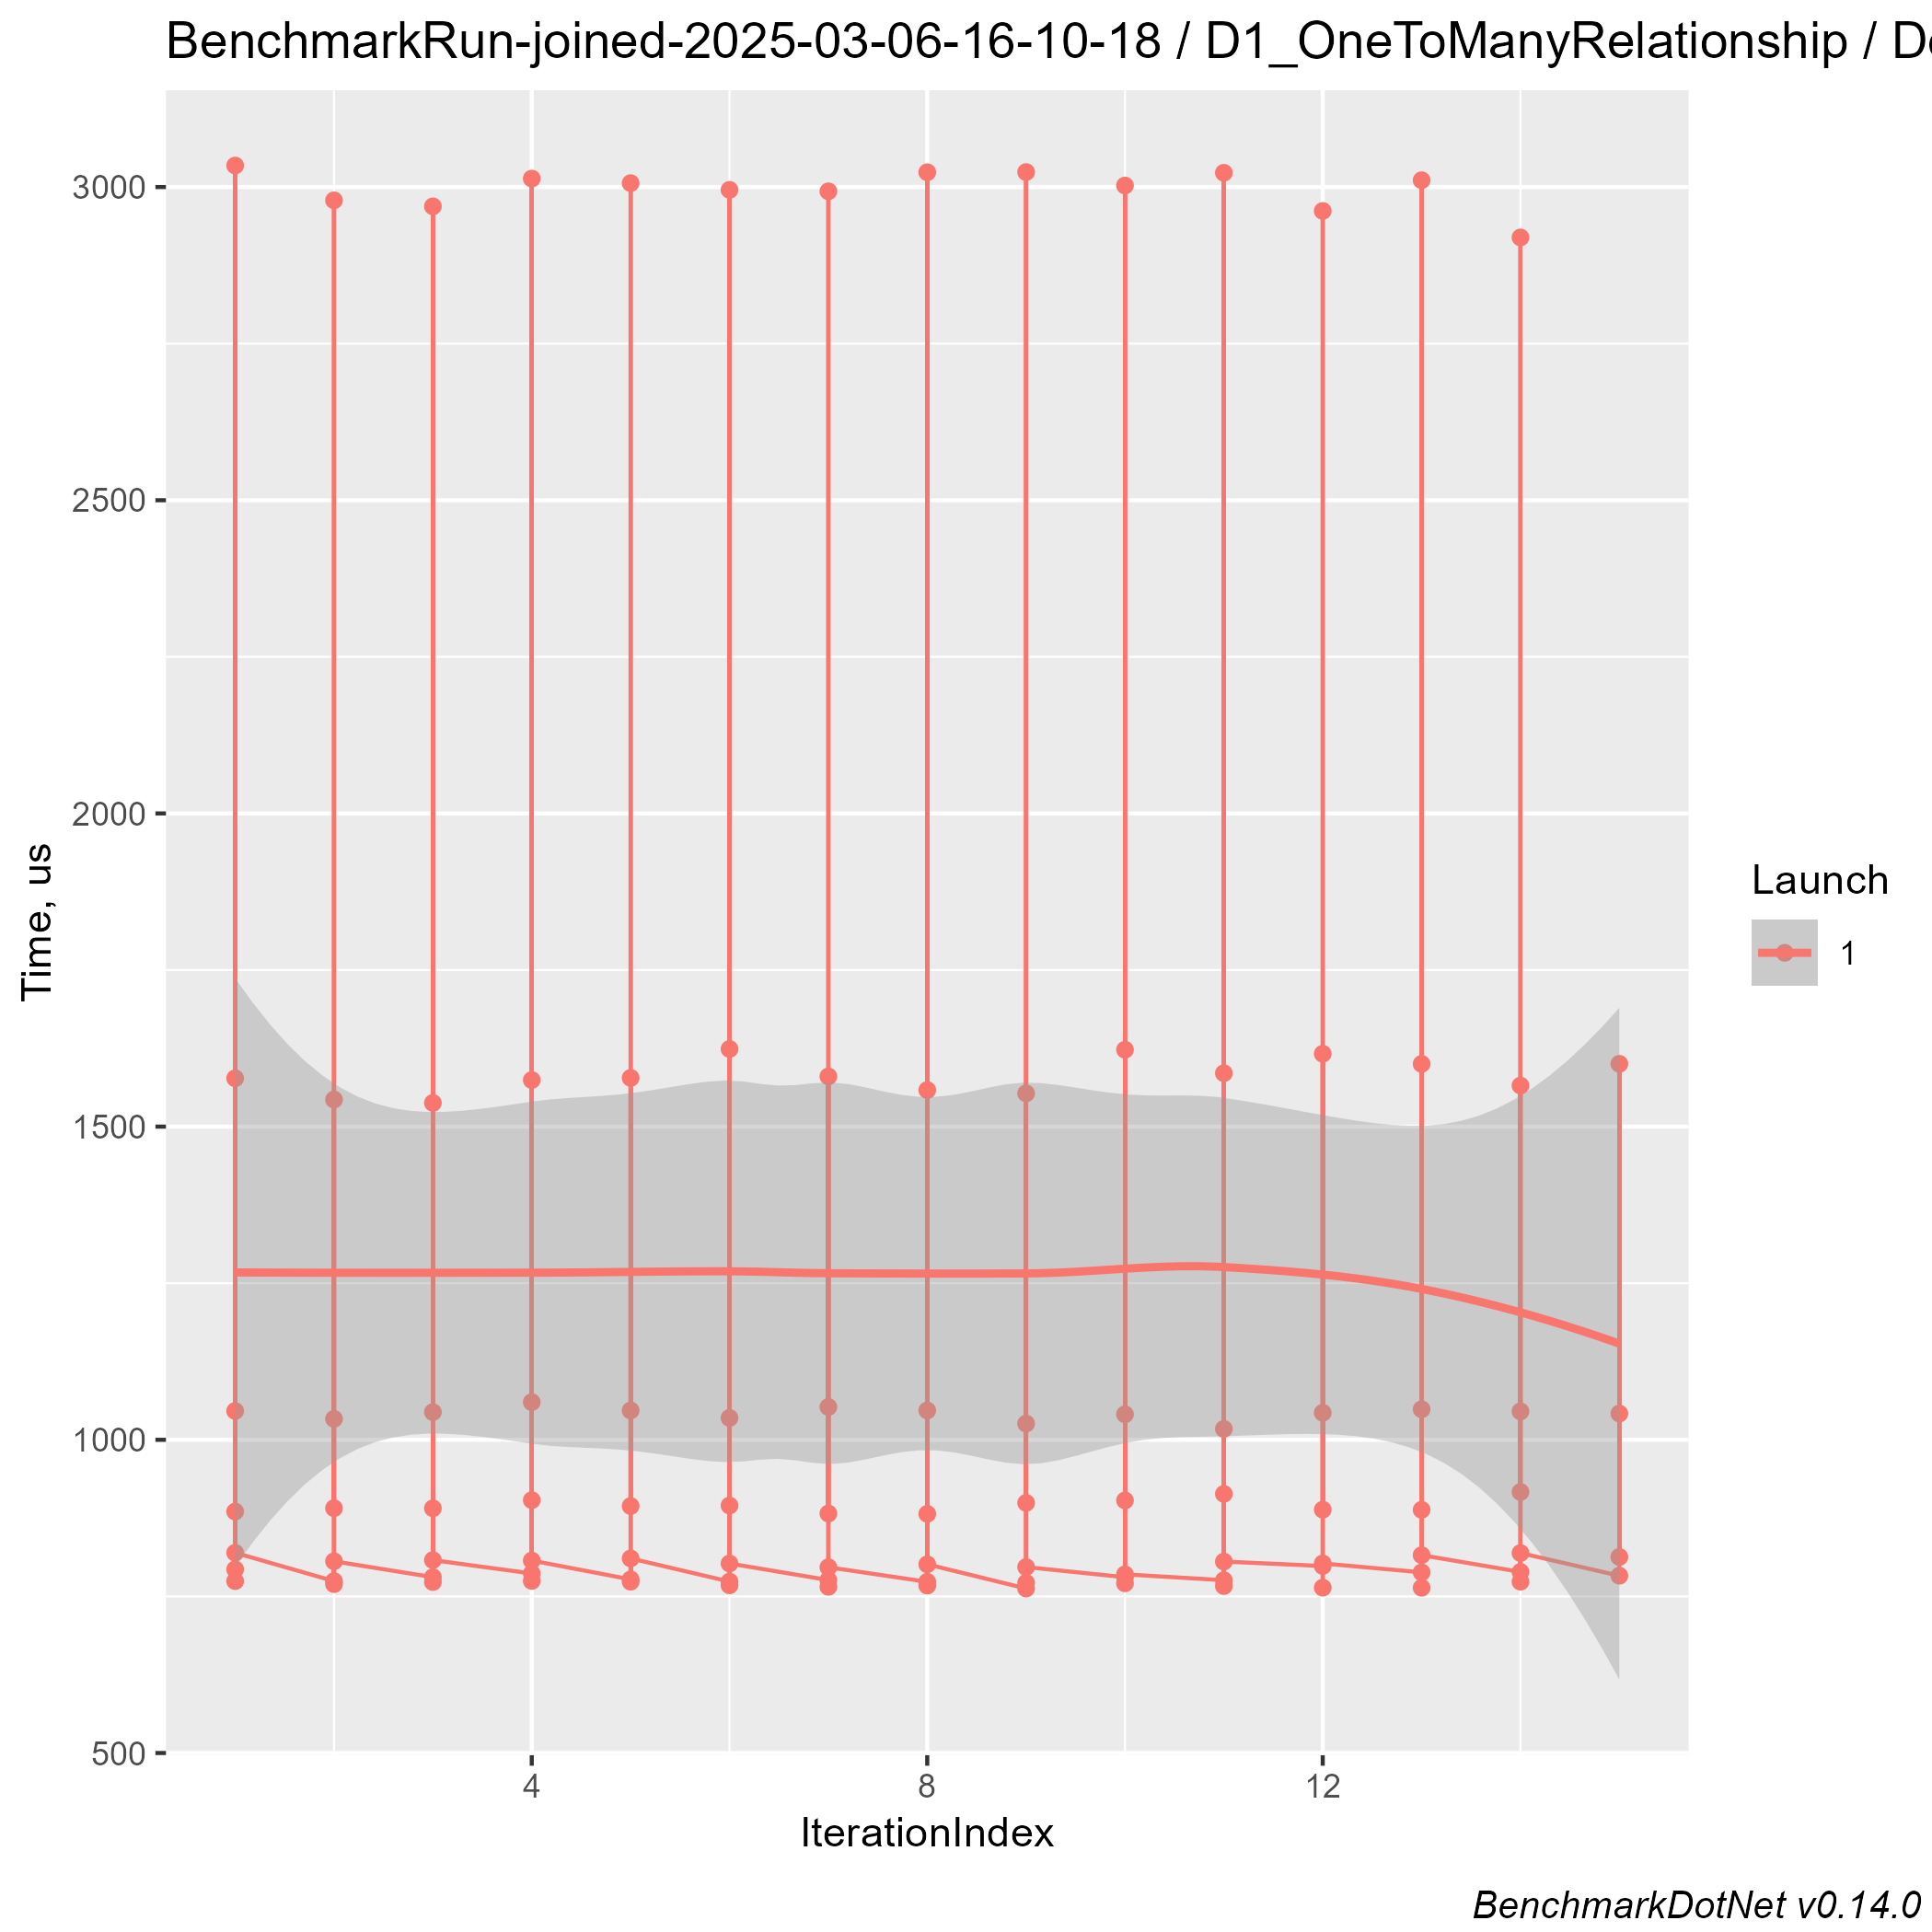 BenchmarkRun-joined-2025-03-06-16-10-18 / D1_OneToManyRelationship /
3000
2500
2000
1500
1000
500
Time, us
4
8
12
IterationIndex
Launch
1
BenchmarkDotNet v0.14.0